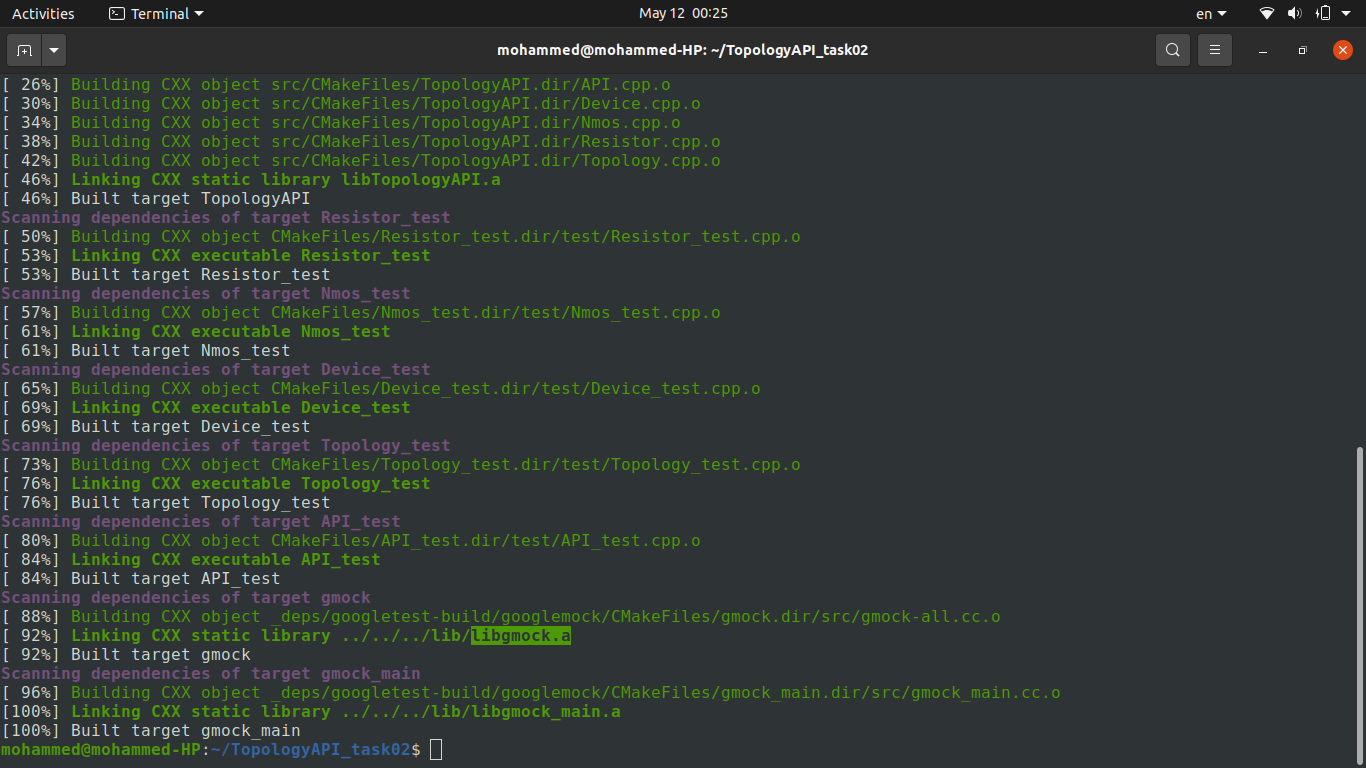 Activities Terminal May 12 00:25 en
mohammed@mohammed-HP: ~/TopologyAPI_task02
[ 26%] Building CXX object src/CMakeFiles/TopologyAPI.dir/API.cpp.o
[ 30%] Building CXX object src/CMakeFiles/TopologyAPI.dir/Device.cpp.o
[ 34%] Building CXX object src/CMakeFiles/TopologyAPI.dir/Nmos.cpp.o
[ 38%] Building CXX object src/CMakeFiles/TopologyAPI.dir/Resistor.cpp.o
[ 42%] Building CXX object src/CMakeFiles/TopologyAPI.dir/Topology.cpp.o
[ 46%] Linking CXX static library libTopologyAPI.a
[ 46%] Built target TopologyAPI
Scanning dependencies of target Resistor_test
[ 50%] Building CXX object CMakeFiles/Resistor_test.dir/test/Resistor_test.cpp.o
[ 53%] Linking CXX executable Resistor_test
[ 53%] Built target Resistor_test
Scanning dependencies of target Nmos_test
[ 57%] Building CXX object CMakeFiles/Nmos_test.dir/test/Nmos_test.cpp.o
[ 61%] Linking CXX executable Nmos_test
[ 61%] Built target Nmos_test
Scanning dependencies of target Device_test
[ 65%] Building CXX object CMakeFiles/Device_test.dir/test/Device_test.cpp.o
[ 69%] Linking CXX executable Device_test
[ 69%] Built target Device_test
Scanning dependencies of target Topology_test
[ 73%] Building CXX object CMakeFiles/Topology_test.dir/test/Topology_test.cpp.o
[ 76%] Linking CXX executable Topology_test
[ 76%] Built target Topology_test
Scanning dependencies of target API_test
[ 80%] Building CXX object CMakeFiles/API_test.dir/test/API_test.cpp.o
[ 84%] Linking CXX executable API_test
[ 84%] Built target API_test
Scanning dependencies of target gmock
[ 88%] Building CXX object _deps/googletest-build/googlemock/CMakeFiles/gmock.dir/src/gmock-all.cc.o
[ 92%] Linking CXX static library ../../../lib/libgmock.a
[ 92%] Built target gmock
Scanning dependencies of target gmock_main
[ 96%] Building CXX object _deps/googletest-build/googlemock/CMakeFiles/gmock_main.dir/src/gmock_main.cc.o
[100%] Linking CXX static library ../../../lib/libgmock_main.a
[100%] Built target gmock_main
mohammed@mohammed-HP:~/TopologyAPI_task02$